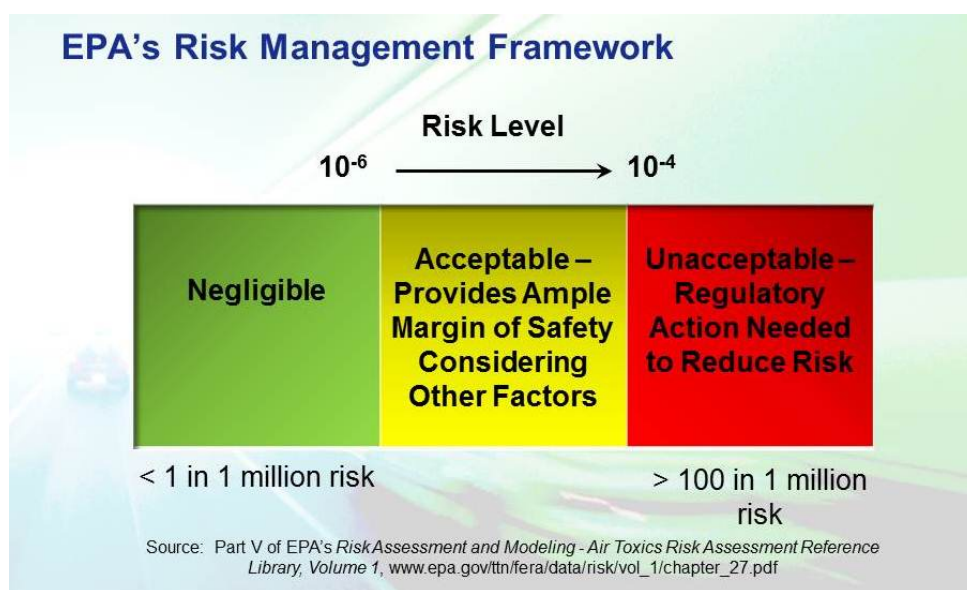 EPA's Risk Management Framework
Risk Level
10⁻⁶
10⁻⁴
Negligible
Acceptable –
Provides Ample
Margin of Safety
Considering
Other Factors
Unacceptable –
Regulatory
Action Needed
to Reduce Risk
< 1 in 1 million risk
> 100 in 1 million
risk
Source: Part V of EPA's Risk Assessment and Modeling - Air Toxics Risk Assessment Reference
Library, Volume 1, www.epa.gov/ttn/fera/data/risk/vol_1/chapter_27.pdf